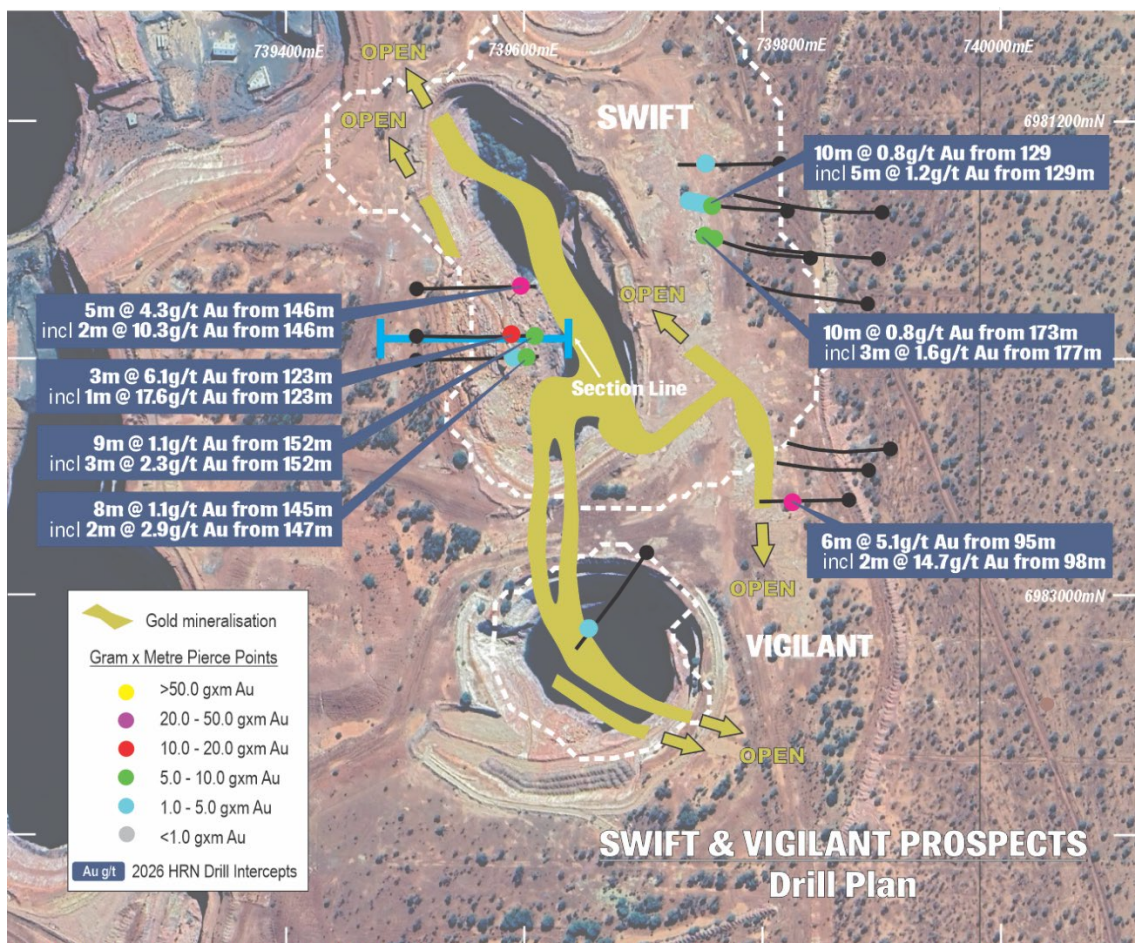 739400mE
739600mE
739800mE
740000mE
OPEN
OPEN
SWIFT
6981200mN
10m @ 0.8g/t Au from 129
incl 5m @ 1.2g/t Au from 129m
5m @ 4.3g/t Au from 146m
incl 2m @ 10.3g/t Au from 146m
OPEN
10m @ 0.8g/t Au from 173m
incl 3m @ 1.6g/t Au from 177m
3m @ 6.1g/t Au from 123m
incl 1m @ 17.6g/t Au from 123m
Section Line
9m @ 1.1g/t Au from 152m
incl 3m @ 2.3g/t Au from 152m
8m @ 1.1g/t Au from 145m
incl 2m @ 2.9g/t Au from 147m
6m @ 5.1g/t Au from 95m
incl 2m @ 14.7g/t Au from 98m
OPEN
6983000mN
VIGILANT
OPEN
Gold mineralisation
Gram x Metre Pierce Points
>50.0 gxm Au
20.0 - 50.0 gxm Au
10.0 - 20.0 gxm Au
5.0 - 10.0 gxm Au
1.0 - 5.0 gxm Au
<1.0 gxm Au
Au g/t 2026 HRN Drill Intercepts
SWIFT & VIGILANT PROSPECTS
Drill Plan